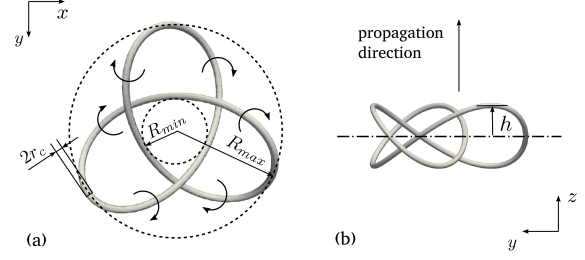 x
y
R_min
R_max
2r_c
(a)
propagation
direction
h
z
y
(b)